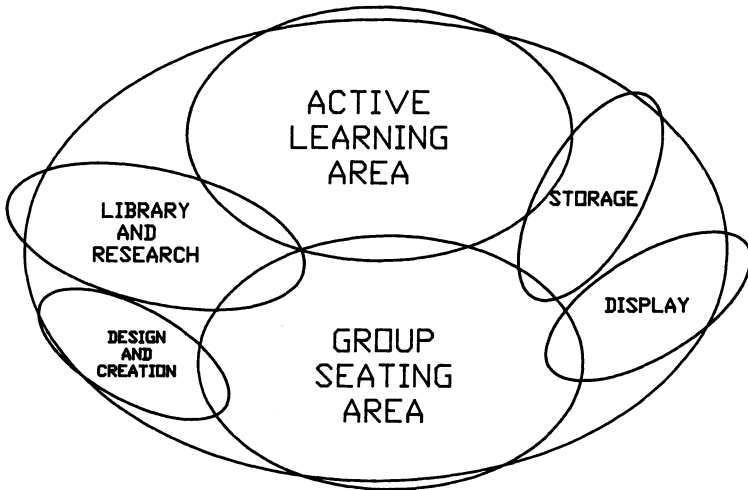 ACTIVE
LEARNING
AREA
STORAGE
LIBRARY
AND
RESEARCH
DISPLAY
DESIGN
AND
CREATION
GROUP
SEATING
AREA